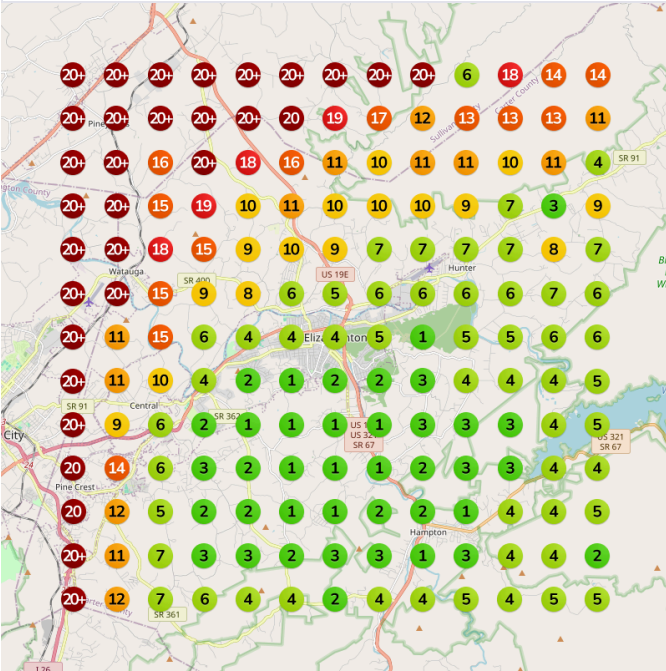 20+ 20+ 20+ 20+ 20+ 20+ 20+ 20+ 20+ 6 18 14 14
Sullivan County
Carter County
20+ 20+ 20+ 20+ 20+ 20 19 17 12 13 13 13 11
20+ 20+ 16 20+ 18 16 11 10 11 11 10 11 4
SR 91
County
20+ 20+ 15 19 10 11 10 10 10 9 7 3 9
20+ 20+ 18 15 9 10 9 7 7 7 7 8 7
Watauga
Hunter
US 19E
SR 400
20+ 20+ 15 9 8 6 5 6 6 6 6 7 6
20+ 11 15 6 4 4 4 5 1 5 5 6 6
20+ 11 10 4 2 1 2 2 3 4 4 4 5
SR 91
Central
SR 362
20+ 9 6 2 1 1 1 1 3 3 3 4 5
City
US 321
SR 67
US 321
SR 67
24
20 14 6 3 2 1 1 1 2 3 3 4 4
Pine Crest
20 12 5 2 2 1 1 2 2 1 4 4 5
Hampton
20+ 11 7 3 3 2 3 3 1 3 4 4 2
20+ 12 7 6 4 4 2 4 4 5 4 5 5
SR 361
I 26